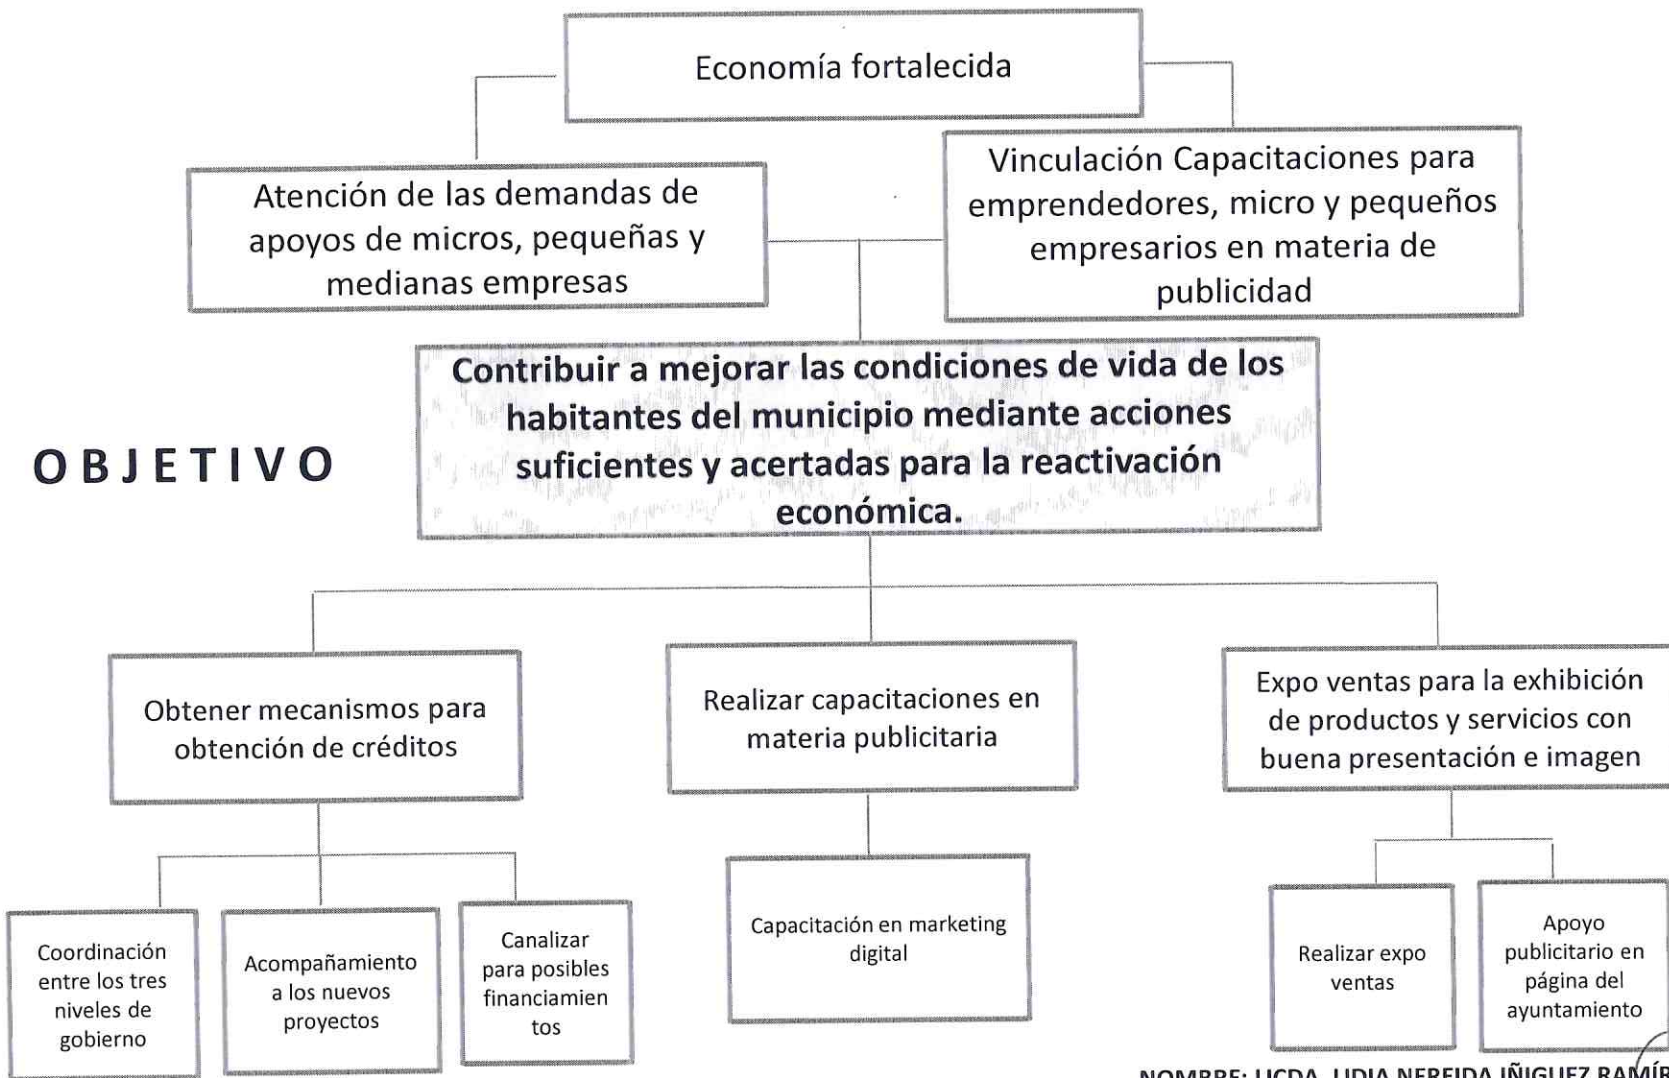 Economía fortalecida
Atención de las demandas de
apoyos de micros, pequeñas y
medianas empresas
Vinculación Capacitaciones para
emprendedores, micro y pequeños
empresarios en materia de
publicidad
OBJETIVO
Contribuir a mejorar las condiciones de vida de los
habitantes del municipio mediante acciones
suficientes y acertadas para la reactivación
económica.
Obtener mecanismos para
obtención de créditos
Realizar capacitaciones en
materia publicitaria
Expo ventas para la exhibición
de productos y servicios con
buena presentación e imagen
Coordinación
entre los tres
niveles de
gobierno
Acompañamiento
a los nuevos
proyectos
Canalizar
para posibles
financiamien
tos
Capacitación en marketing
digital
Realizar expo
ventas
Apoyo
publicitario en
página del
ayuntamiento
NOMBRE: LICDA. LIDIA NEREIDA IÑIGUEZ